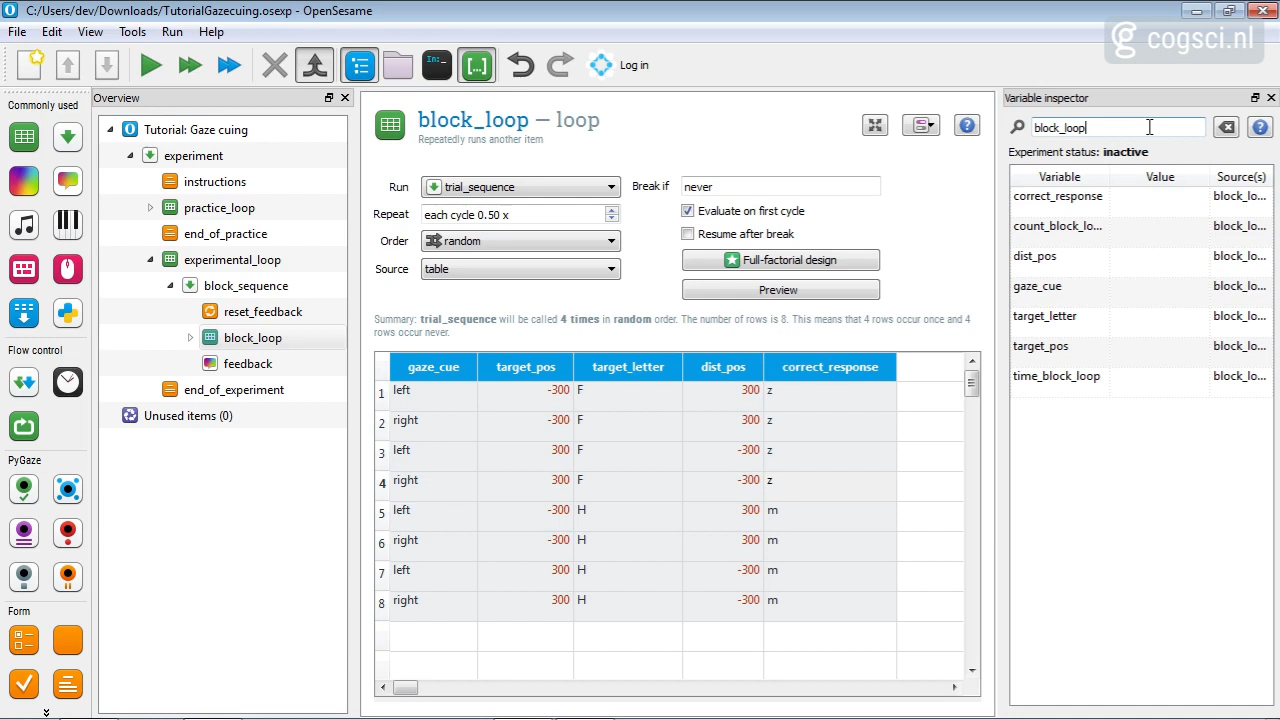 C:/Users/dev/Downloads/TutorialGazecuing.osexp - OpenSesame
File Edit View Tools Run Help
cogsci.nl
In:_
[...]
Log in
Commonly used
Flow control
PyGaze
Form
Overview
Tutorial: Gaze cuing
experiment
instructions
practice_loop
end_of_practice
experimental_loop
block_sequence
reset_feedback
block_loop
feedback
end_of_experiment
Unused items (0)
block_loop — loop
Repeatedly runs another item
Run trial_sequence Break if never
Repeat each cycle 0.50 x Evaluate on first cycle
Order random Resume after break
Source table Full-factorial design
Preview
Summary: trial_sequence will be called 4 times in random order. The number of rows is 8. This means that 4 rows occur once and 4
rows occur never.
gaze_cue target_pos target_letter dist_pos correct_response
1 left -300 F 300 z
2 right -300 F 300 z
3 left 300 F -300 z
4 right 300 F -300 z
5 left -300 H 300 m
6 right -300 H 300 m
7 left 300 H -300 m
8 right 300 H -300 m
Variable inspector
block_loop
Experiment status: inactive
Variable Value Source(s)
correct_response block_lo...
count_block_lo... block_lo...
dist_pos block_lo...
gaze_cue block_lo...
target_letter block_lo...
target_pos block_lo...
time_block_loop block_lo...